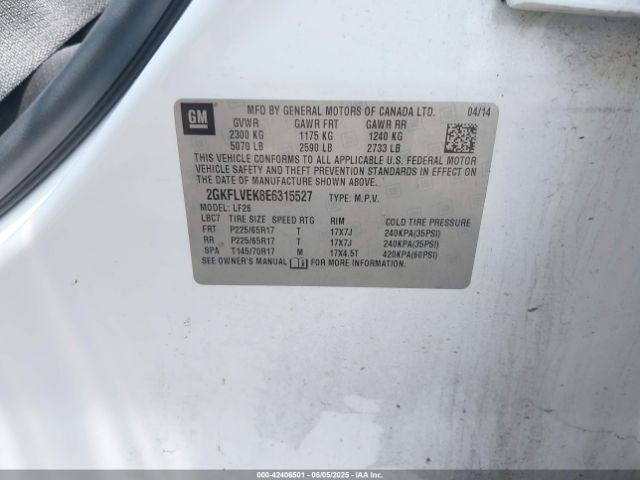 GM
MFD BY GENERAL MOTORS OF CANADA LTD. 04/14
GVWR GAWR FRT GAWR RR
2300 KG 1175 KG 1240 KG
5070 LB 2590 LB 2733 LB
THIS VEHICLE CONFORMS TO ALL APPLICABLE U.S. FEDERAL MOTOR
VEHICLE SAFETY AND BUMPER, AND THEFT PREVENTION STANDARDS
IN EFFECT ON THE DATE OF MANUFACTURE SHOWN ABOVE.
2GKFLVEK8E6315527 TYPE: M.P.V.
MODEL: LF26
LBC7 TIRE SIZE SPEED RTG RIM COLD TIRE PRESSURE
FRT P225/65R17 T 17X7J 240KPA(35PSI)
RR P225/65R17 T 17X7J 240KPA(35PSI)
SPA T145/70R17 M 17X4.5T 420KPA(60PSI)
SEE OWNER'S MANUAL FOR MORE INFORMATION.
000-42406501 - 06/05/2025 - IAAI.COM